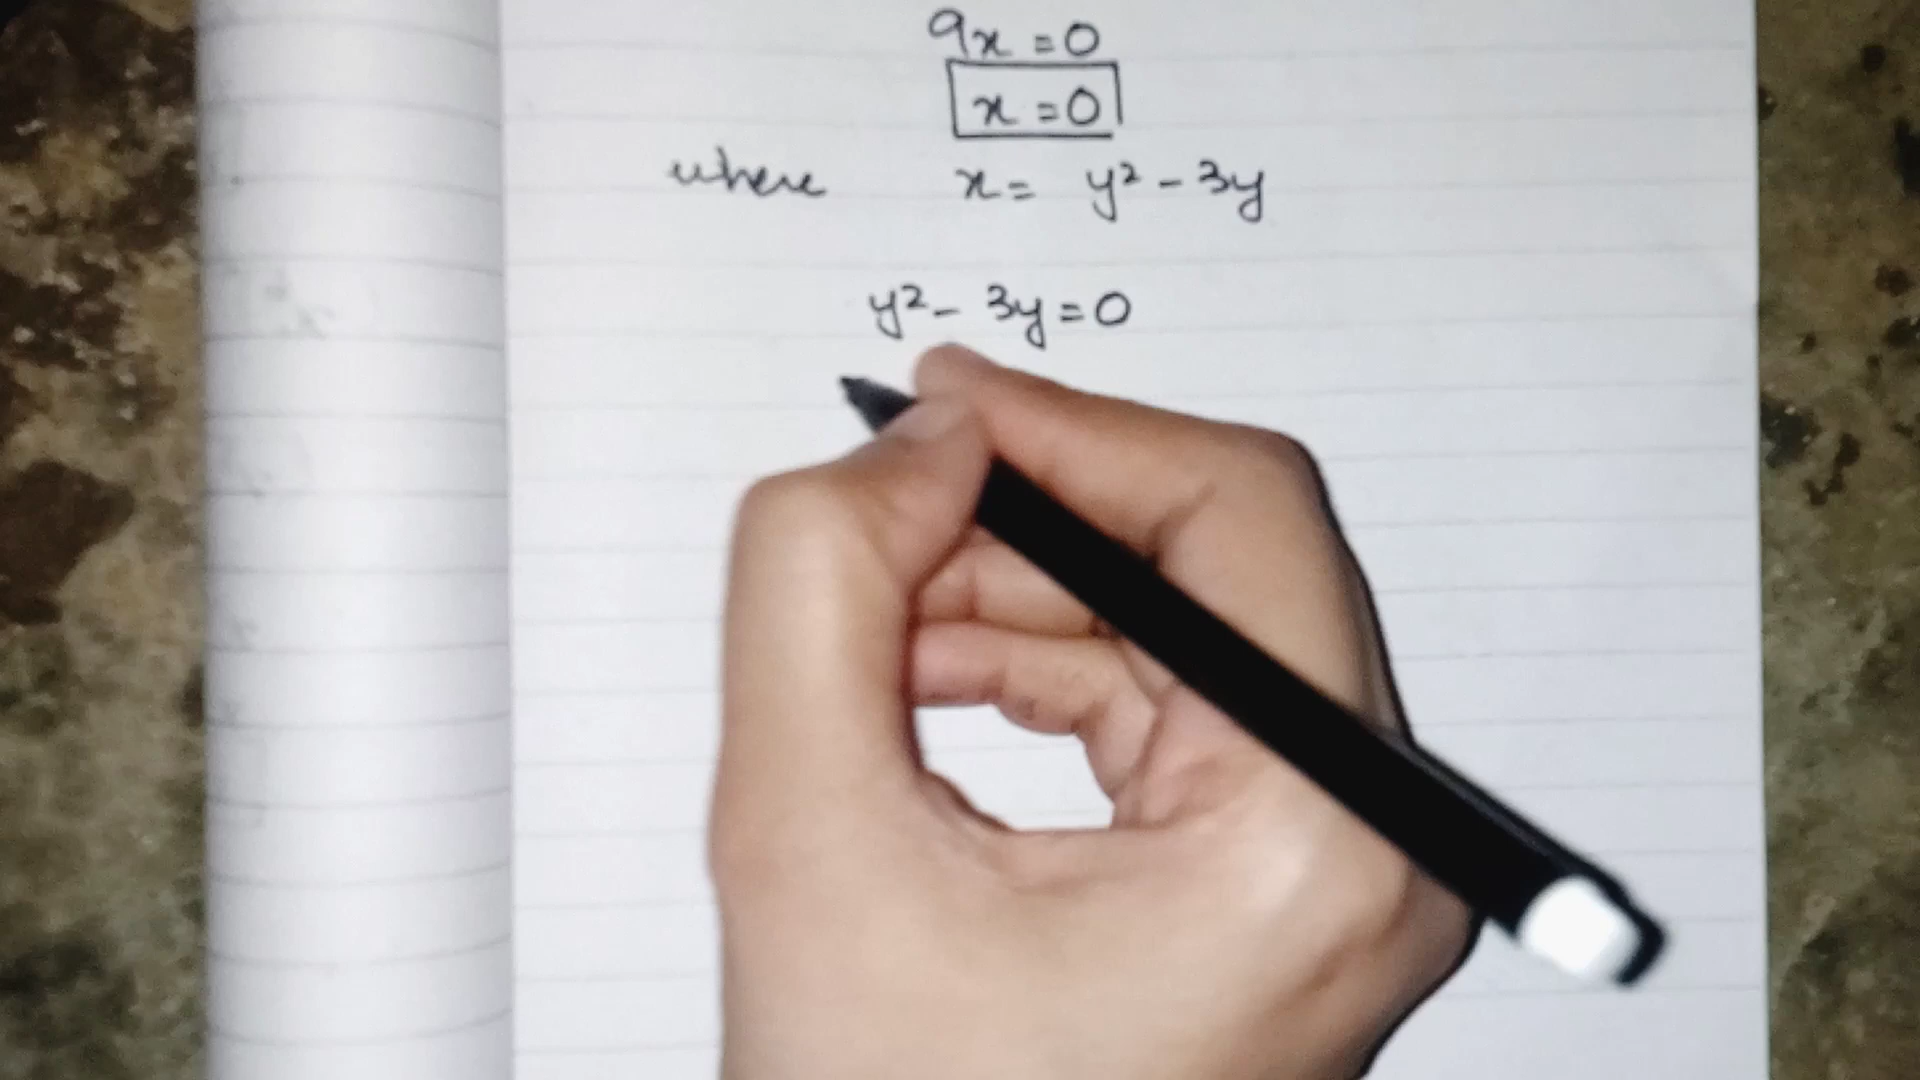 9x = 0
x = 0
where x = y² - 3y
y² - 3y = 0